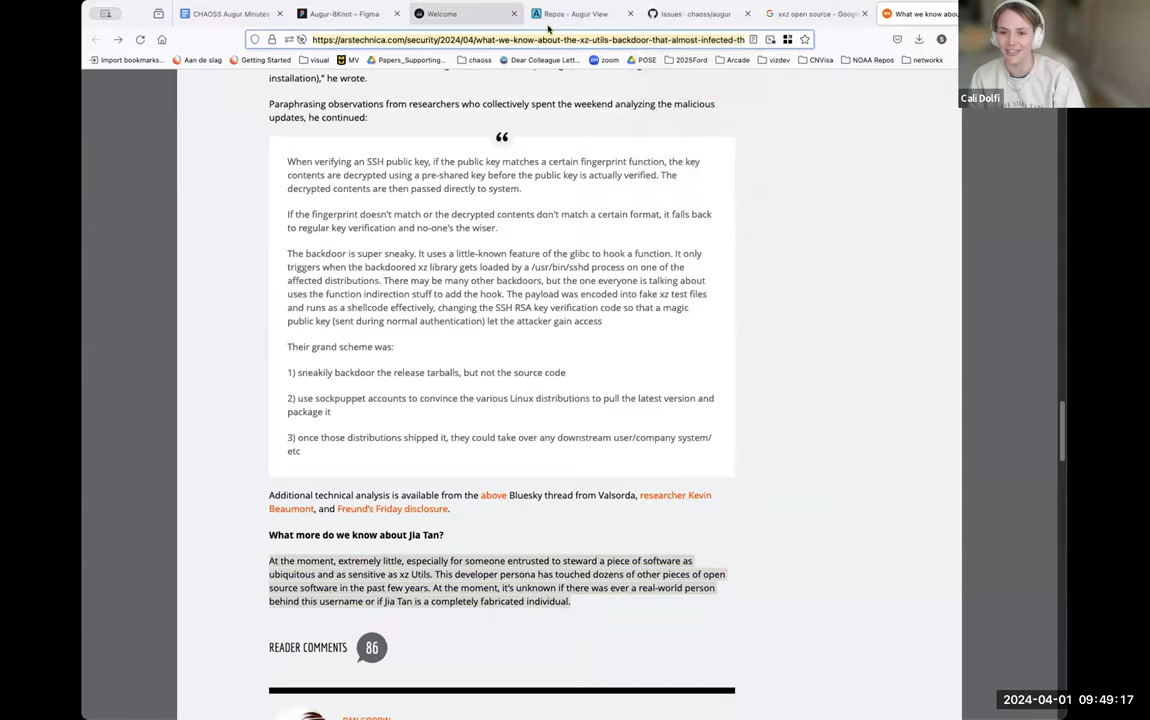 CHAOSS Augur Minutes
Augur-8Knot – Figma
Welcome
Repos - Augur View
Issues · chaoss/augur
xxz open source - Goog
What we know abou
https://arstechnica.com/security/2024/04/what-we-know-about-the-xz-utils-backdoor-that-almost-infected-th
Import bookmarks...
Aan de slag
Getting Started
visual
MV
Papers_Supporting...
chaoss
Dear Colleague Lett...
zoom
POSE
2025Ford
Arcade
vizdev
CNVisa
NOAA Repos
networkx
Cali Dolfi
installation)," he wrote.
Paraphrasing observations from researchers who collectively spent the weekend analyzing the malicious
updates, he continued:
“
When verifying an SSH public key, if the public key matches a certain fingerprint function, the key
contents are decrypted using a pre-shared key before the public key is actually verified. The
decrypted contents are then passed directly to system.
If the fingerprint doesn't match or the decrypted contents don't match a certain format, it falls back
to regular key verification and no-one's the wiser.
The backdoor is super sneaky. It uses a little-known feature of the glibc to hook a function. It only
triggers when the backdoored xz library gets loaded by a /usr/bin/sshd process on one of the
affected distributions. There may be many other backdoors, but the one everyone is talking about
uses the function indirection stuff to add the hook. The payload was encoded into fake xz test files
and runs as a shellcode effectively, changing the SSH RSA key verification code so that a magic
public key (sent during normal authentication) let the attacker gain access
Their grand scheme was:
1) sneakily backdoor the release tarballs, but not the source code
2) use sockpuppet accounts to convince the various Linux distributions to pull the latest version and
package it
3) once those distributions shipped it, they could take over any downstream user/company system/
etc
Additional technical analysis is available from the above Bluesky thread from Valsorda, researcher Kevin
Beaumont, and Freund's Friday disclosure.
What more do we know about Jia Tan?
At the moment, extremely little, especially for someone entrusted to steward a piece of software as
ubiquitous and as sensitive as xz Utils. This developer persona has touched dozens of other pieces of open
source software in the past few years. At the moment, it's unknown if there was ever a real-world person
behind this username or if Jia Tan is a completely fabricated individual.
READER COMMENTS 86
DAN GOODIN
2024-04-01 09:49:17